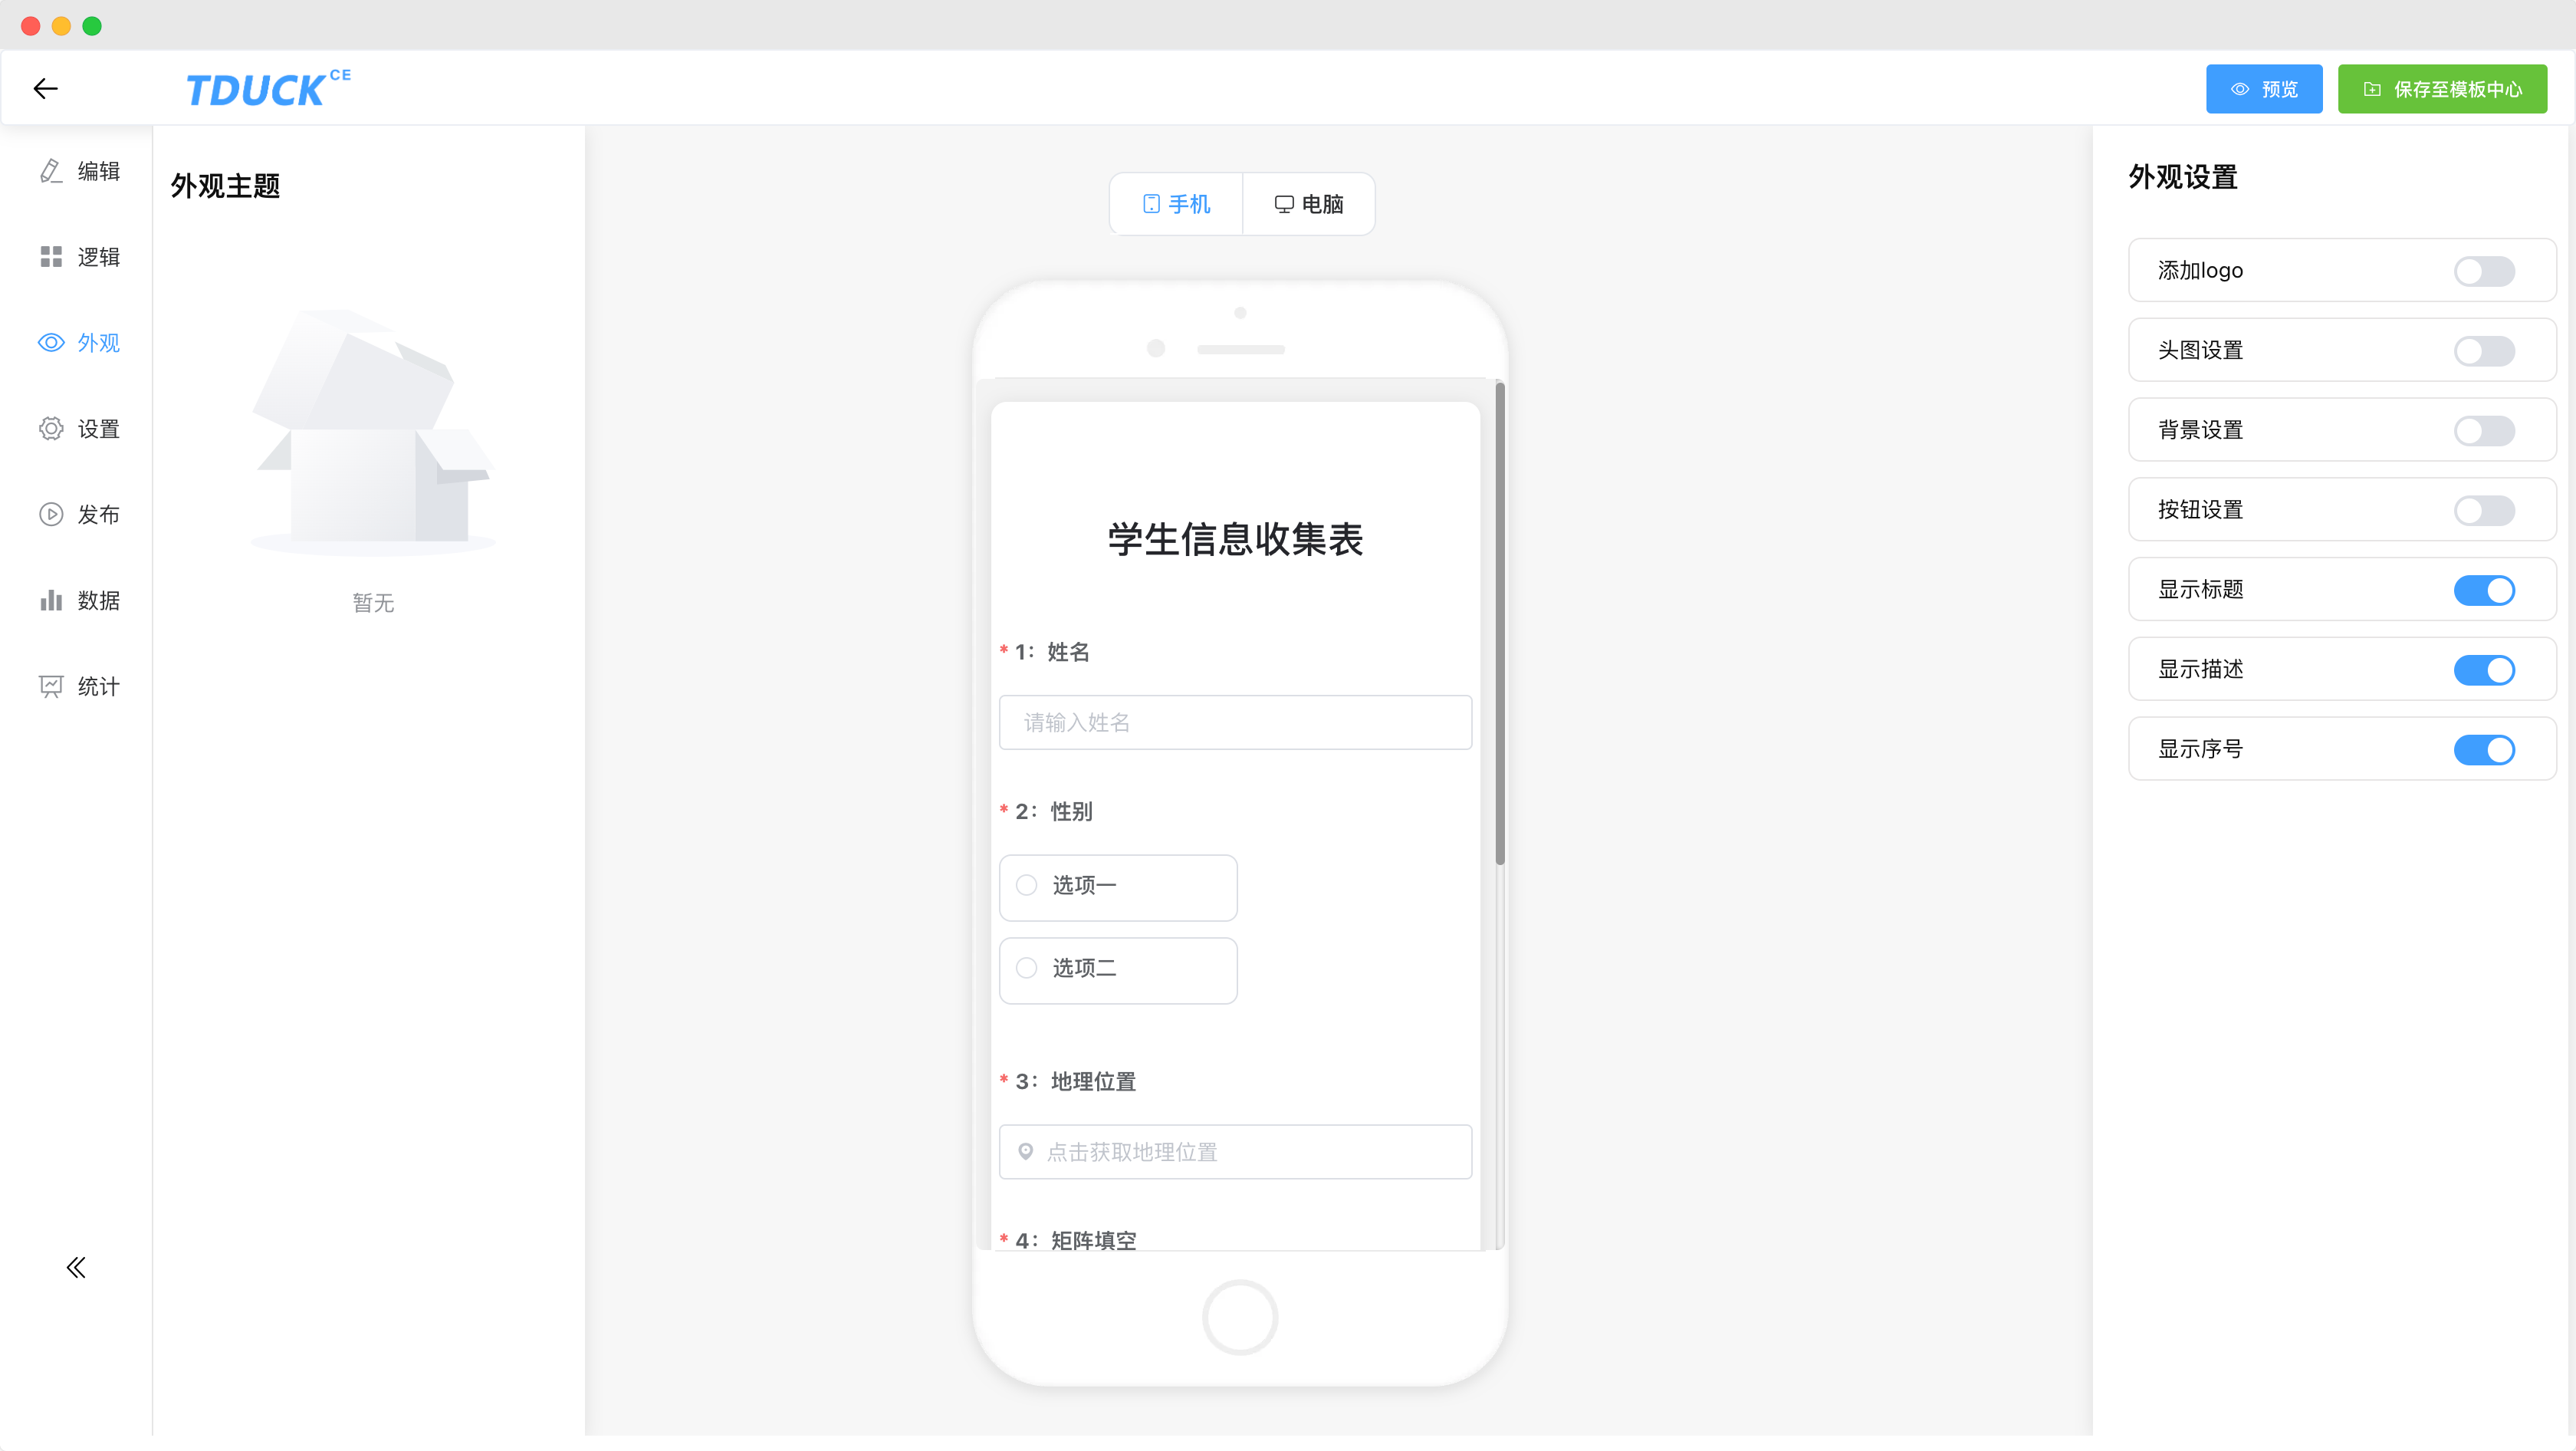 TDUCK CE
预览
保存至模板中心
编辑
逻辑
外观
设置
发布
数据
统计
外观主题
暂无
手机
电脑
学生信息收集表
* 1：姓名
请输入姓名
* 2：性别
选项一
选项二
* 3：地理位置
点击获取地理位置
* 4：矩阵填空
外观设置
添加logo
头图设置
背景设置
按钮设置
显示标题
显示描述
显示序号